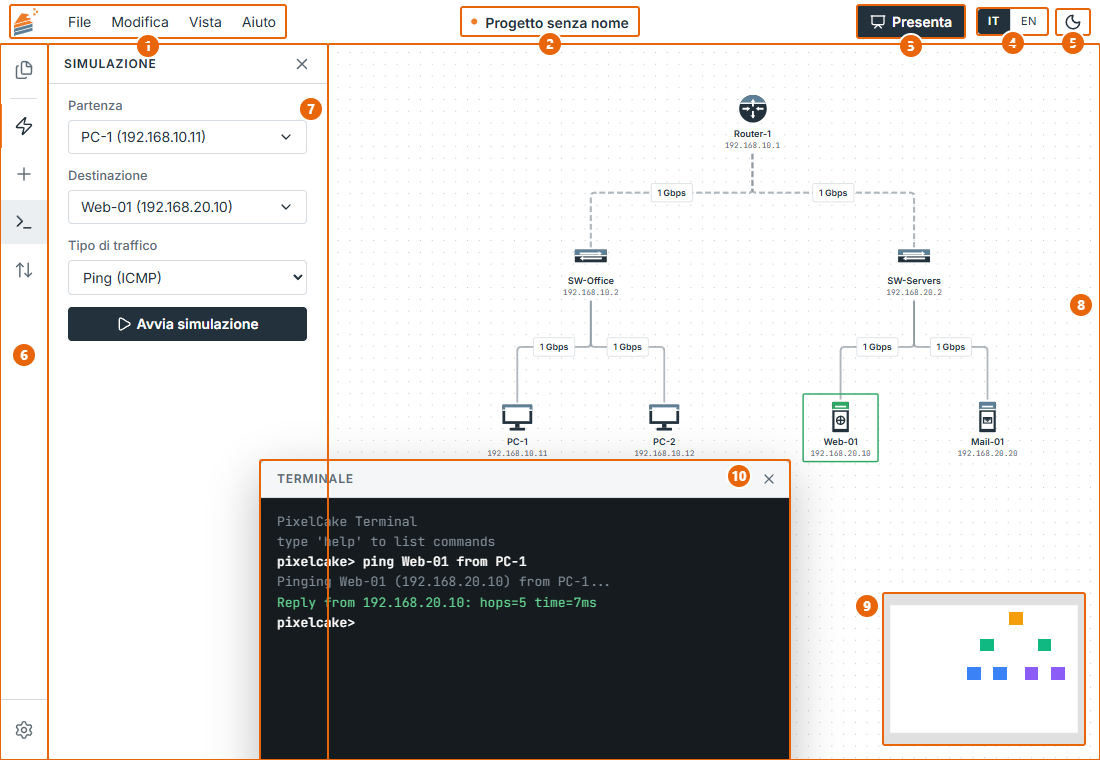 File Modifica Vista Aiuto
Progetto senza nome
Presenta
IT EN
1
2
3
4
5
SIMULAZIONE
7
Partenza
PC-1 (192.168.10.11)
Destinazione
Web-01 (192.168.20.10)
Tipo di traffico
Ping (ICMP)
Avvia simulazione
6
Router-1
192.168.10.1
1 Gbps
1 Gbps
SW-Office
192.168.10.2
SW-Servers
192.168.20.2
8
1 Gbps
1 Gbps
1 Gbps
1 Gbps
PC-1
192.168.10.11
PC-2
192.168.10.12
Web-01
192.168.20.10
Mail-01
192.168.20.20
TERMINALE
10
PixelCake Terminal
type 'help' to list commands
pixelcake> ping Web-01 from PC-1
Pinging Web-01 (192.168.20.10) from PC-1...
Reply from 192.168.20.10: hops=5 time=7ms
pixelcake>
9